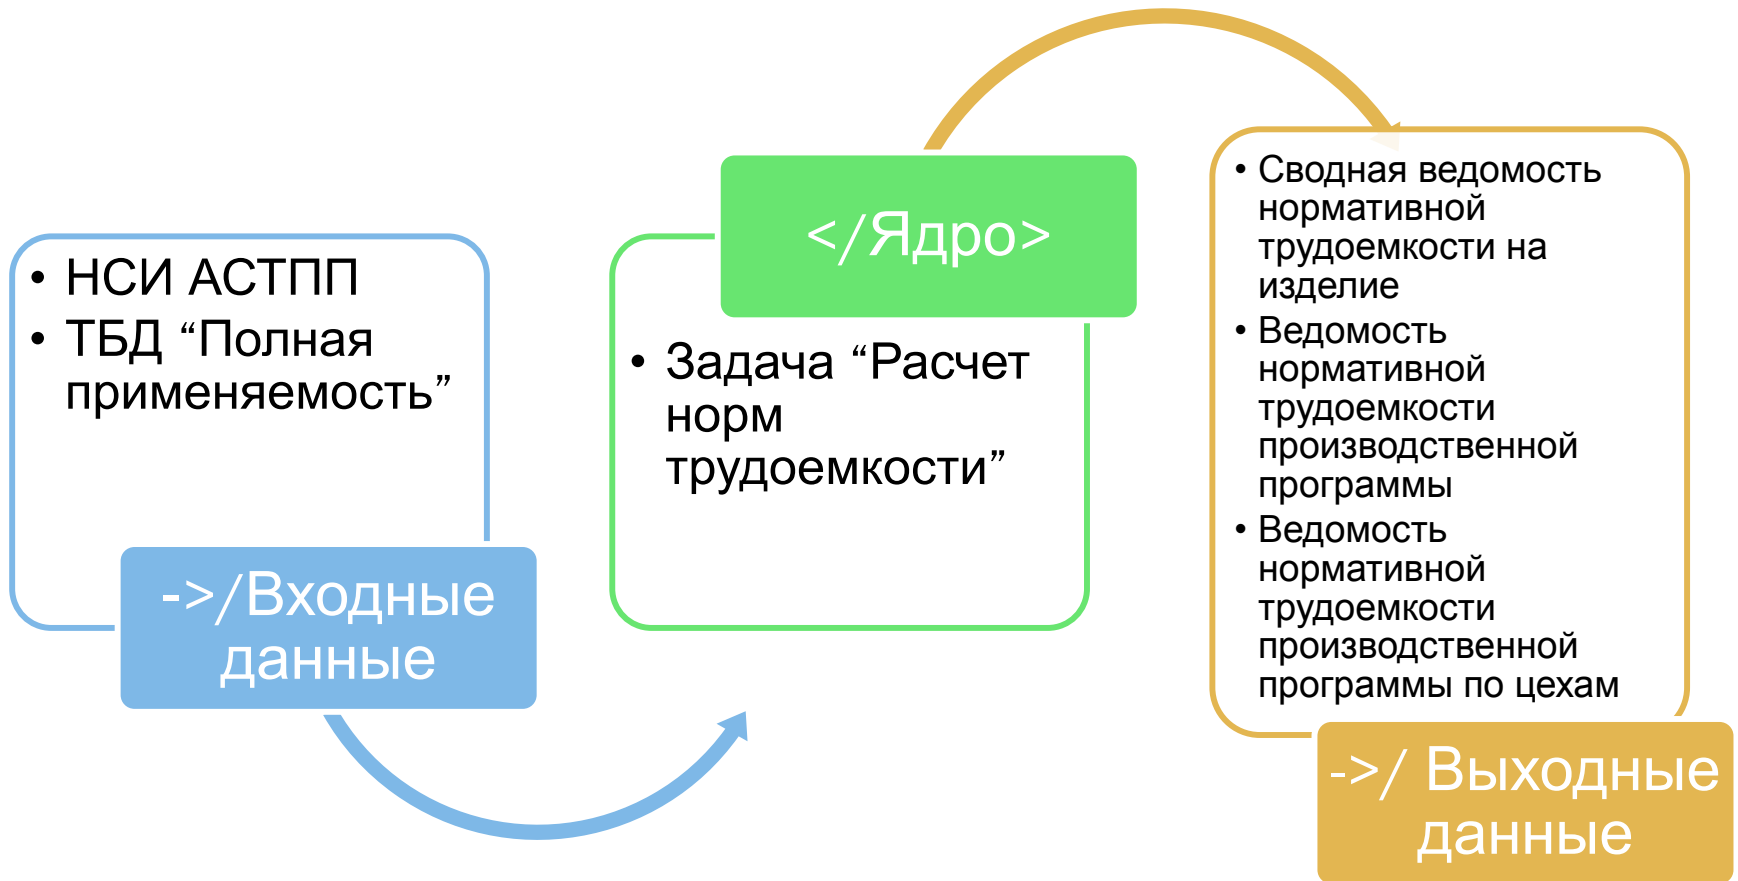 • НСИ АСТПП
• ТБД “Полная
применяемость”
->/Входные
данные
</Ядро>
• Задача “Расчет
норм
трудоемкости”
• Сводная ведомость
нормативной
трудоемкости на
изделие
• Ведомость
нормативной
трудоемкости
производственной
программы
• Ведомость
нормативной
трудоемкости
производственной
программы по цехам
->/ Выходные
данные